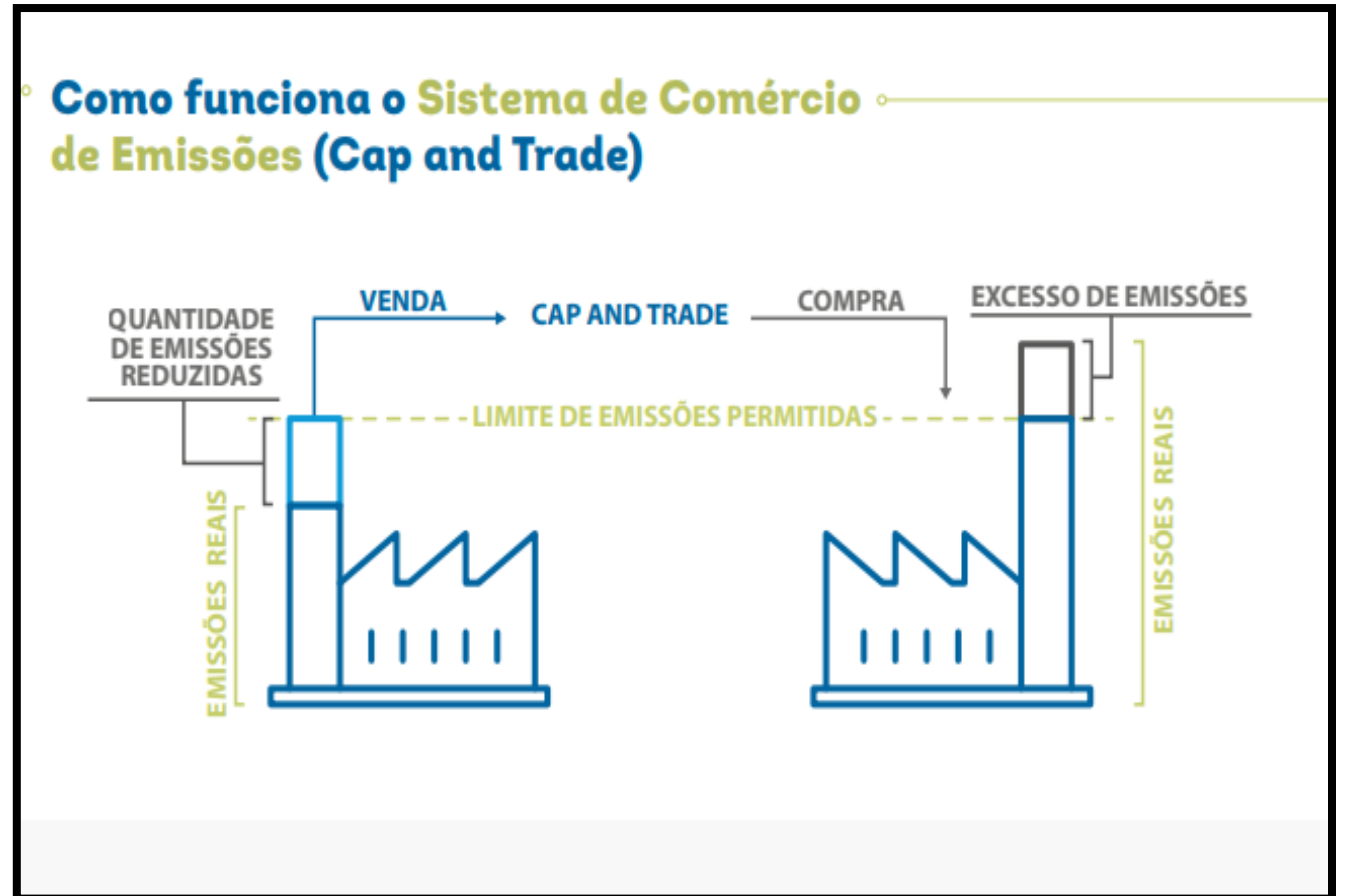 Como funciona o Sistema de Comércio
de Emissões (Cap and Trade)
QUANTIDADE
DE EMISSÕES
REDUZIDAS
VENDA
CAP AND TRADE
COMPRA
EXCESSO DE EMISSÕES
LIMITE DE EMISSÕES PERMITIDAS
EMISSÕES REAIS
EMISSÕES REAIS